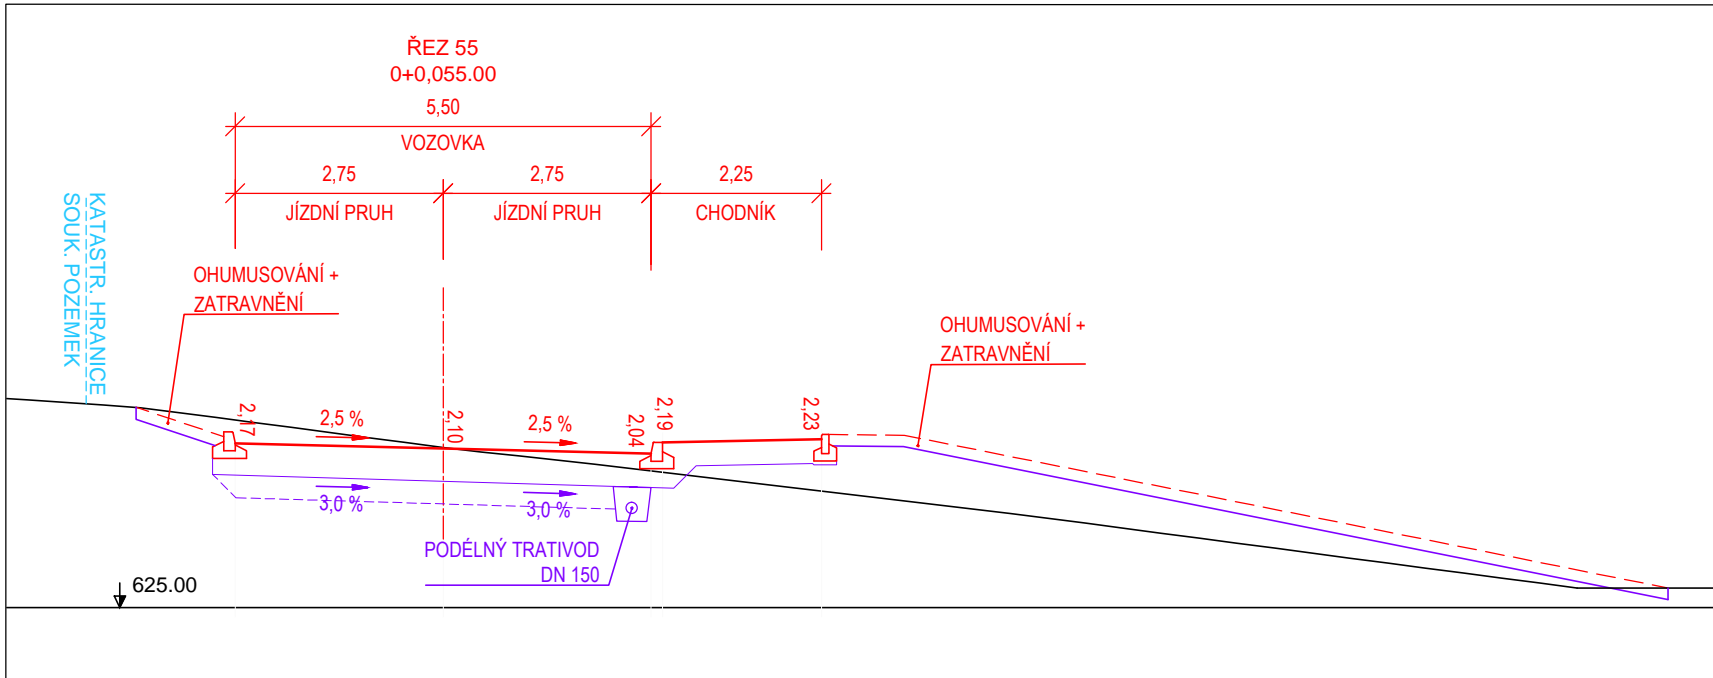 ŘEZ 55
0+0,055.00
5,50
VOZOVKA
2,75
2,75
2,25
JÍZDNÍ PRUH
JÍZDNÍ PRUH
CHODNÍK
KATASTR. HRANICE
SOUK. POZEMEK
OHUMUSOVÁNÍ +
ZATRAVNĚNÍ
OHUMUSOVÁNÍ +
ZATRAVNĚNÍ
2,17
2,5 %
2,10
2,5 %
2,04
2,19
2,23
3,0 %
3,0 %
PODÉLNÝ TRATIVOD
DN 150
625.00